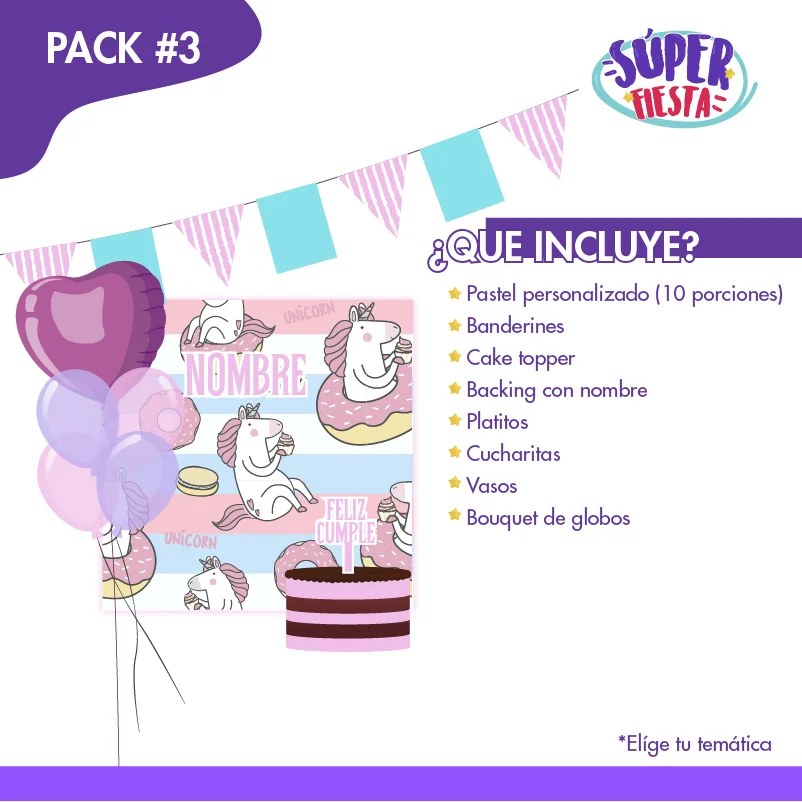 PACK #3
SÚPER
FIESTA
¿QUE INCLUYE?
Pastel personalizado (10 porciones)
Banderines
Cake topper
Backing con nombre
Platitos
Cucharitas
Vasos
Bouquet de globos
UNICORN
NOMBRE
FELIZ
CUMPLE
UNICORN
*Elíge tu temática